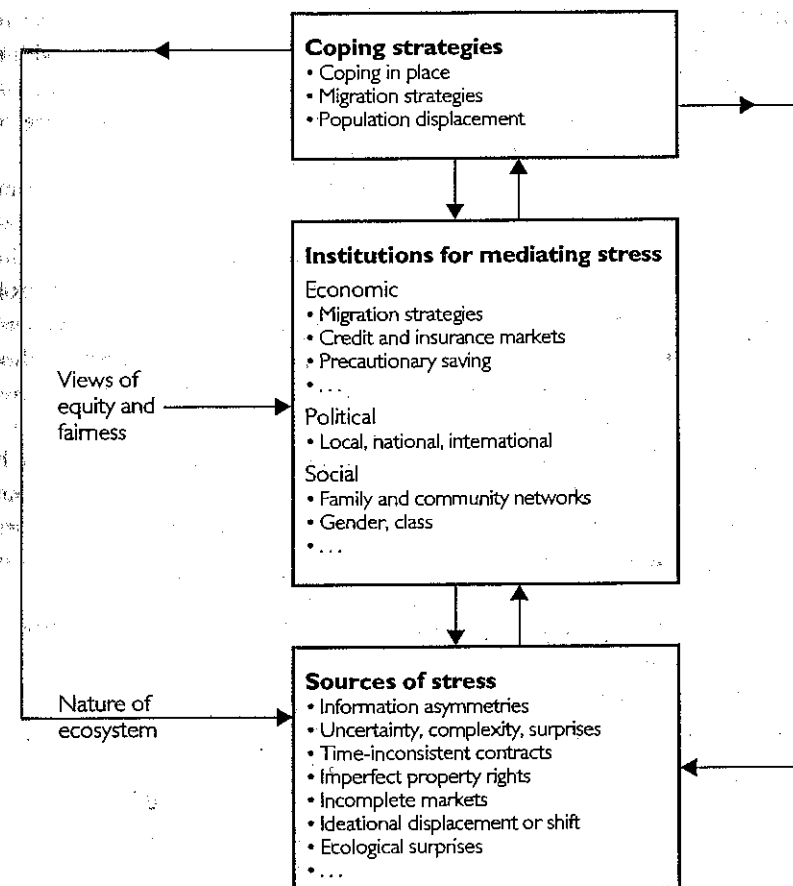 Coping strategies
• Coping in place
• Migration strategies
• Population displacement
Institutions for mediating stress
Economic
• Migration strategies
• Credit and insurance markets
• Precautionary saving
• . . .
Political
• Local, national, international
Social
• Family and community networks
• Gender, class
• . . .
Views of
equity and
fairness
Sources of stress
• Information asymmetries
• Uncertainty, complexity, surprises
• Time-inconsistent contracts
• Imperfect property rights
• Incomplete markets
• Ideational displacement or shift
• Ecological surprises
• . . .
Nature of
ecosystem